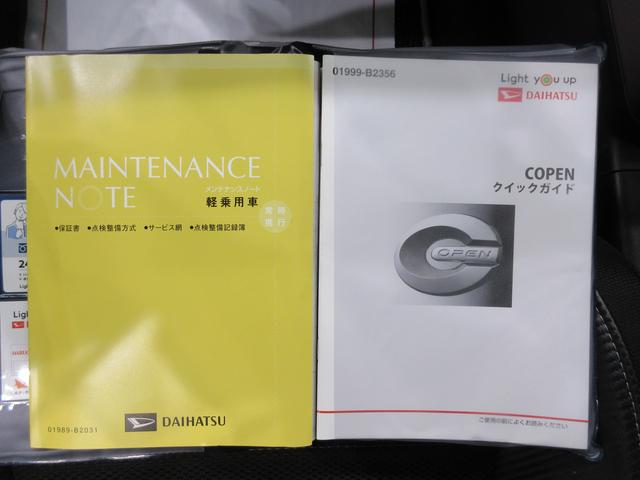 MAINTENANCE
NOTE
メンテナンスノート
軽乗用車
常時
携行
•保証書 •点検整備方式 •サービス網 •点検整備記録簿
01989-B2031
DAIHATSU
01999-B2356
Light you up
DAIHATSU
COPEN
クイックガイド
COPEN
ご使用の前によくお読みください
24
Ligh